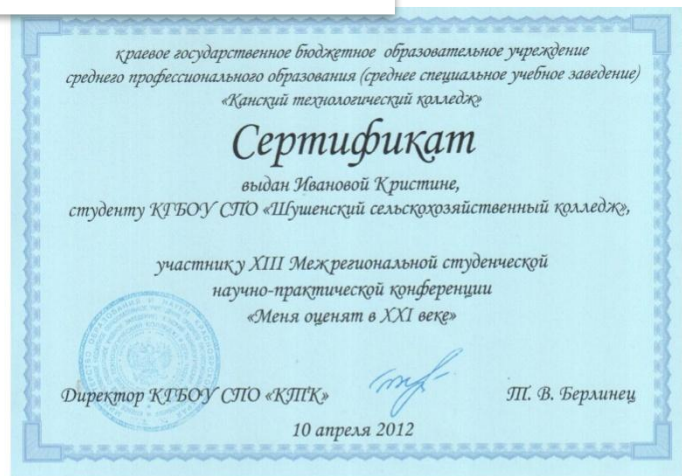 краевое государственное бюджетное образовательное учреждение
среднего профессионального образования (среднее специальное учебное заведение)
«Канский технологический колледж»
Сертификат
выдан Ивановой Кристине,
студенту КГБОУ СПО «Шушенский сельскохозяйственный колледж»,
участнику XIII Межрегиональной студенческой
научно-практической конференции
«Меня оценят в XXI веке»
Директор КГБОУ СПО «КТК»
Т. В. Берлинец
10 апреля 2012